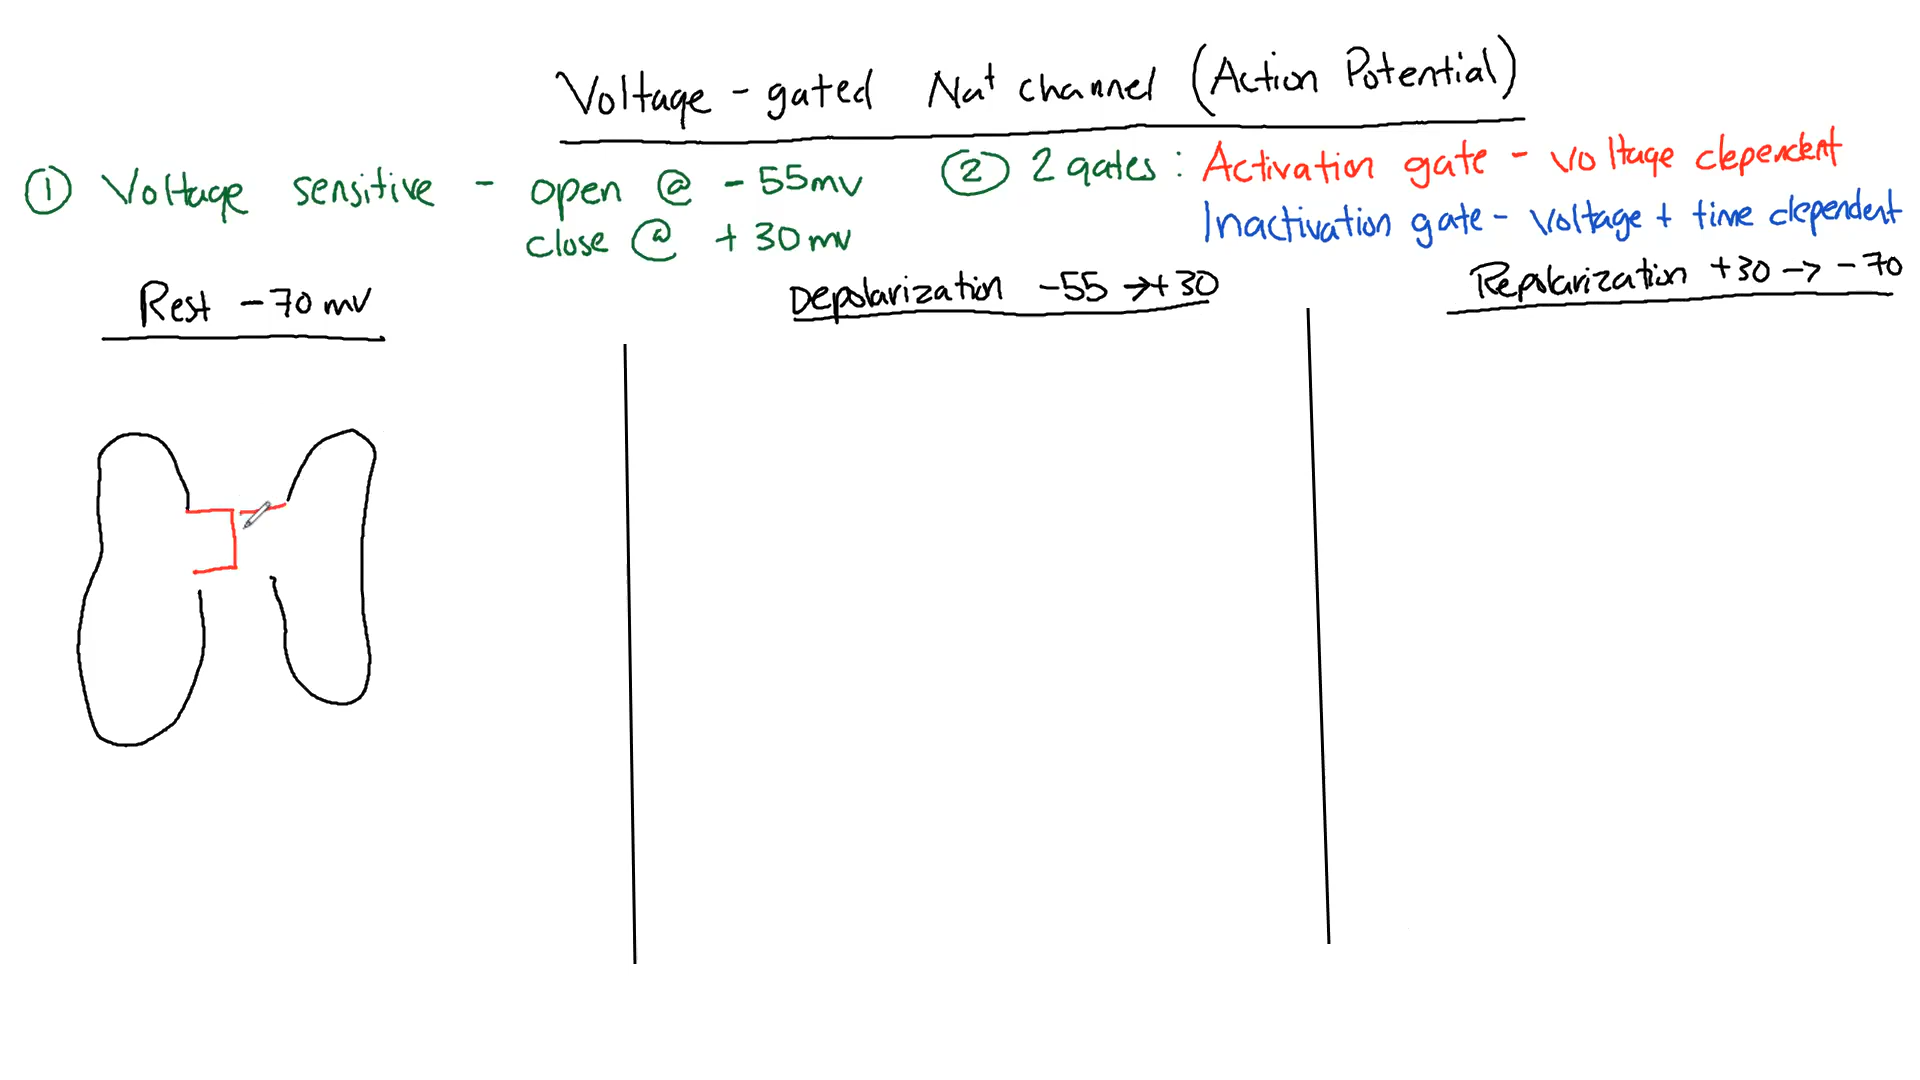 Voltage - gated Na+ channel (Action Potential)
① Voltage sensitive - open @ - 55mv
close @ + 30mv
② 2 gates : Activation gate - voltage dependent
Inactivation gate - voltage + time dependent
Rest - 70mv
Depolarization -55 →+30
Repolarization +30 -> -70